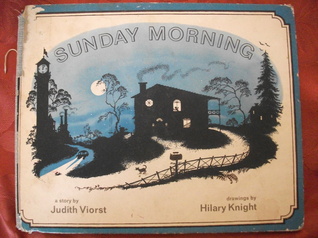 SUNDAY MORNING
a story by
Judith Viorst
drawings by
Hilary Knight